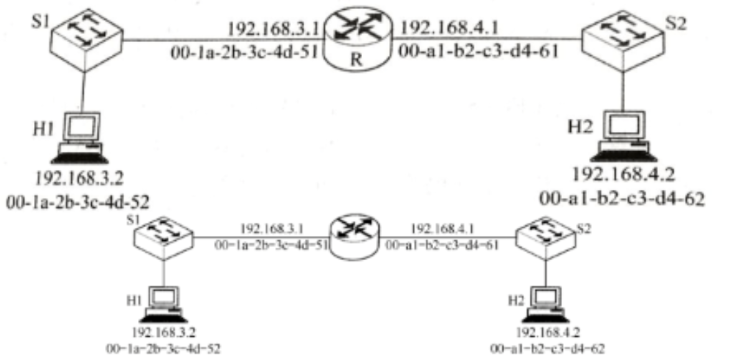 S1
192.168.3.1
192.168.4.1
S2
00-1a-2b-3c-4d-51
R
00-a1-b2-c3-d4-61
H1
H2
192.168.3.2
192.168.4.2
00-1a-2b-3c-4d-52
00-a1-b2-c3-d4-62
S1
192.168.3.1
192.168.4.1
S2
00-1a-2b-3c-4d-51
00-a1-b2-c3-d4-61
H1
H2
192.168.3.2
192.168.4.2
00-1a-2b-3c-4d-52
00-a1-b2-c3-d4-62